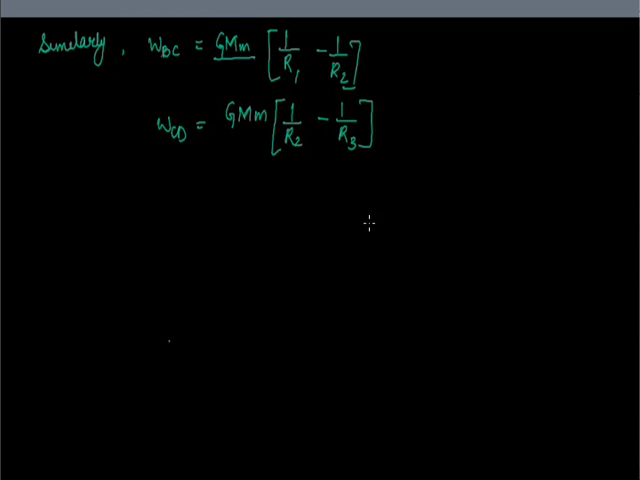 Similarly, W_BC = GMm [1/R_1 - 1/R_2]
W_CD = GMm [1/R_2 - 1/R_3]